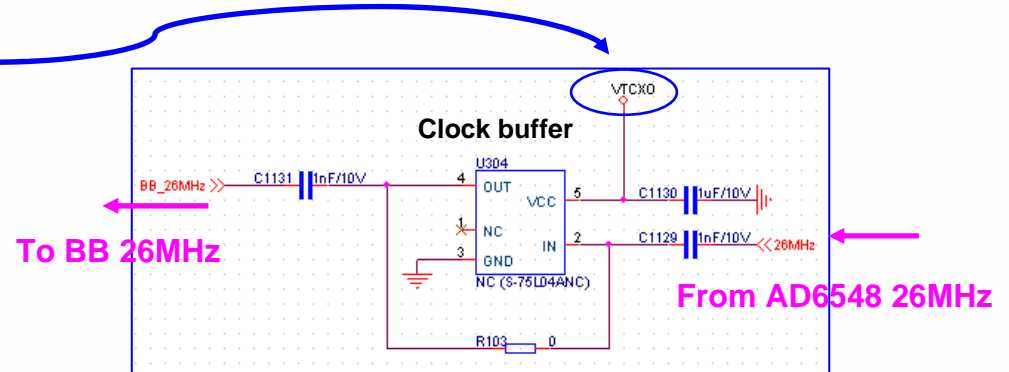 VTCXO
Clock buffer
U304
BB_26MHz
C1131
1nF/10V
4
OUT
VCC
5
C1130
1uF/10V
1
NC
IN
2
C1129
1nF/10V
26MHz
3
GND
NC (S-75L04ANC)
To BB 26MHz
From AD6548 26MHz
R103
0